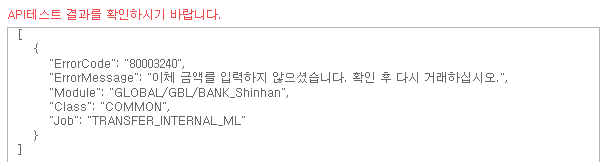 API테스트 결과를 확인하시기 바랍니다.
[
{
"ErrorCode": "80003240",
"ErrorMessage": "이체 금액를 입력하지 않으셨습니다. 확인 후 다시 거래하십시오.",
"Module": "GLOBAL/GBL/BANK_Shinhan",
"Class": "COMMON",
"Job": "TRANSFER_INTERNAL_ML"
}
]